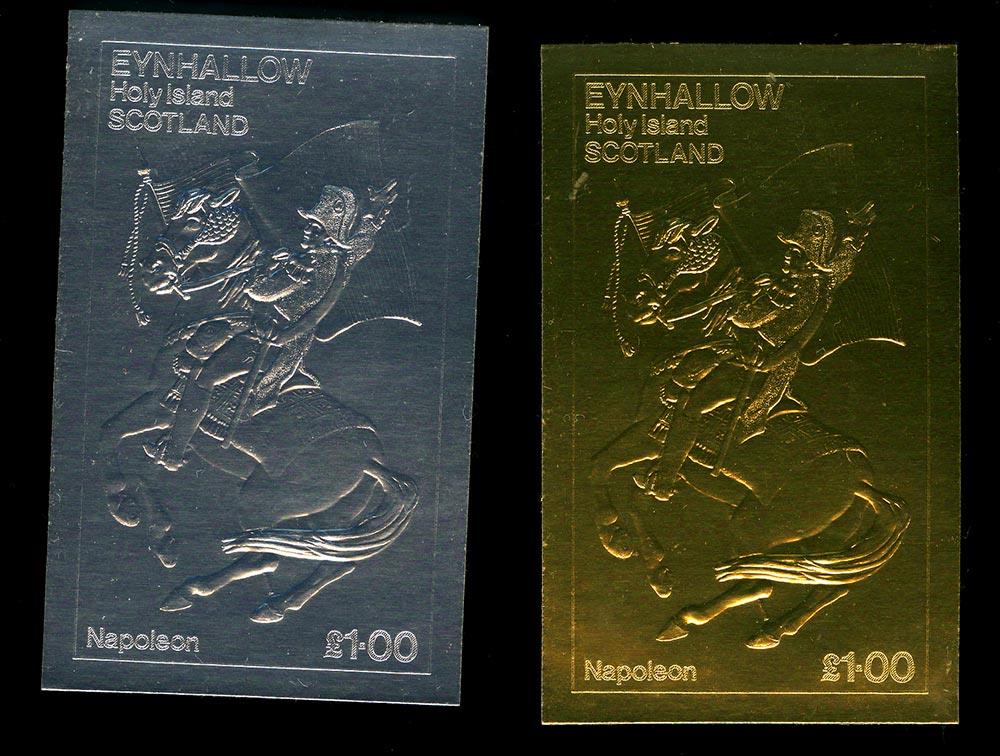 EYNHALLOW
Holy Island
SCOTLAND
Napoleon £1·00
EYNHALLOW
Holy Island
SCOTLAND
Napoleon £1·00